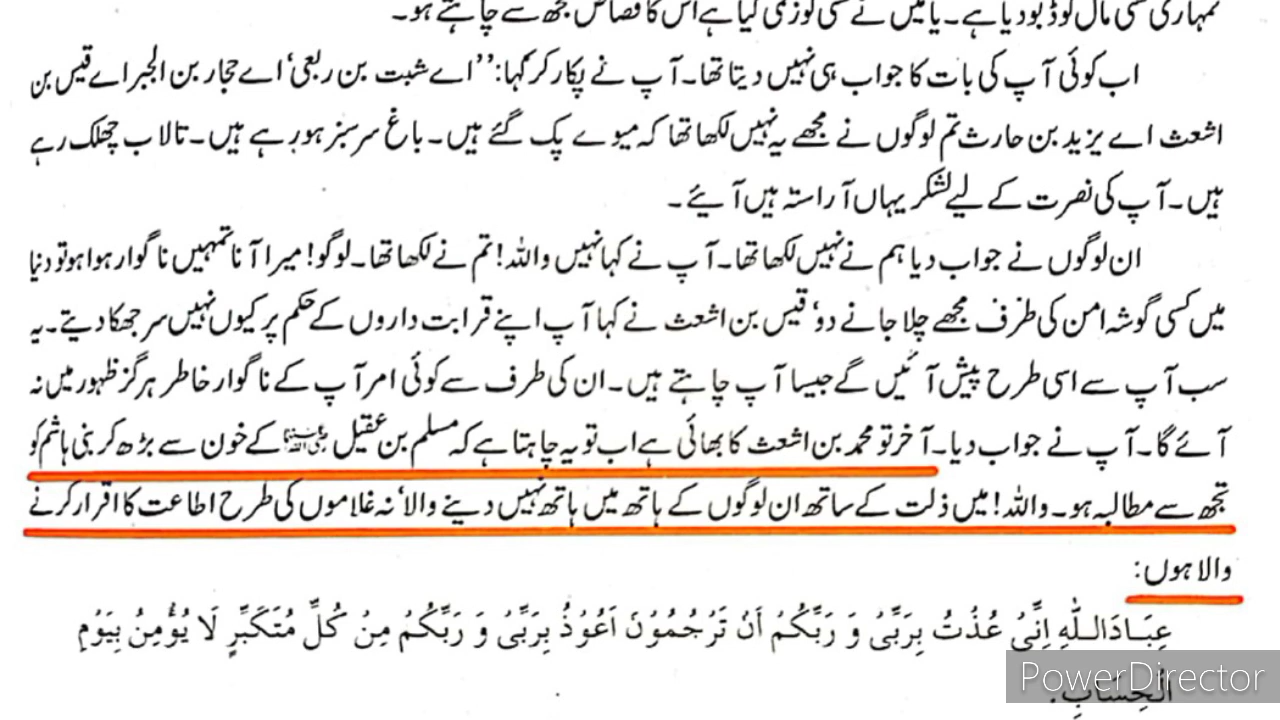 تمہاری کسی مال کو ڈبو دیا ہے۔ یا میں نے کسی کو زخمی کیا ہے اس کا قصاص مجھ سے چاہتے ہو۔
اب کوئی آپ کی بات کا جواب ہی نہیں دیتا تھا۔ آپ نے پکار کر کہا: ’’اے شبث بن ربعی‘ اے حجار بن الجبر اے قیس بن
اشعث اے یزید بن حارث تم لوگوں نے مجھے یہ نہیں لکھا تھا کہ میوے پک گئے ہیں۔ باغ سرسبز ہو رہے ہیں۔ تالاب چھلک رہے
ہیں۔ آپ کی نصرت کے لیے لشکر یہاں آراستہ ہیں آئیے۔
ان لوگوں نے جواب دیا ہم نے نہیں لکھا تھا۔ آپ نے کہا نہیں واللہ! تم نے لکھا تھا۔ لوگو! میرا آنا تمہیں ناگوار ہوا ہو تو دنیا
میں کسی گوشہ امن کی طرف مجھے چلا جانے دو‘ قیس بن اشعث نے کہا آپ اپنے قرابت داروں کے حکم پر کیوں نہیں سر جھکا دیتے۔ یہ
سب آپ سے اسی طرح پیش آئیں گے جیسا آپ چاہتے ہیں۔ ان کی طرف سے کوئی امر آپ کے ناگوار خاطر ہرگز ظہور میں نہ
آئے گا۔ آپ نے جواب دیا۔ آخر تو محمد بن اشعث کا بھائی ہے اب تو یہ چاہتا ہے کہ مسلم بن عقیل کے خون سے بڑھ کر بنی ہاشم کو
تجھ سے مطالبہ ہو۔ واللہ! میں ذلت کے ساتھ ان لوگوں کے ہاتھ میں ہاتھ نہیں دینے والا‘ نہ غلاموں کی طرح اطاعت کا اقرار کرنے
والا ہوں:
عِبَادَاللّٰهِ اِنِّیْ عُذْتُ بِرَبِّیْ وَ رَبِّكُمْ اَنْ تَرْجُمُوْنَ اَعُوْذُ بِرَبِّیْ وَ رَبِّكُمْ مِنْ كُلِّ مُتَكَبِّرٍ لَا يُؤْمِنُ بِيَوْمِ
الْحِسَابِ.
PowerDirector